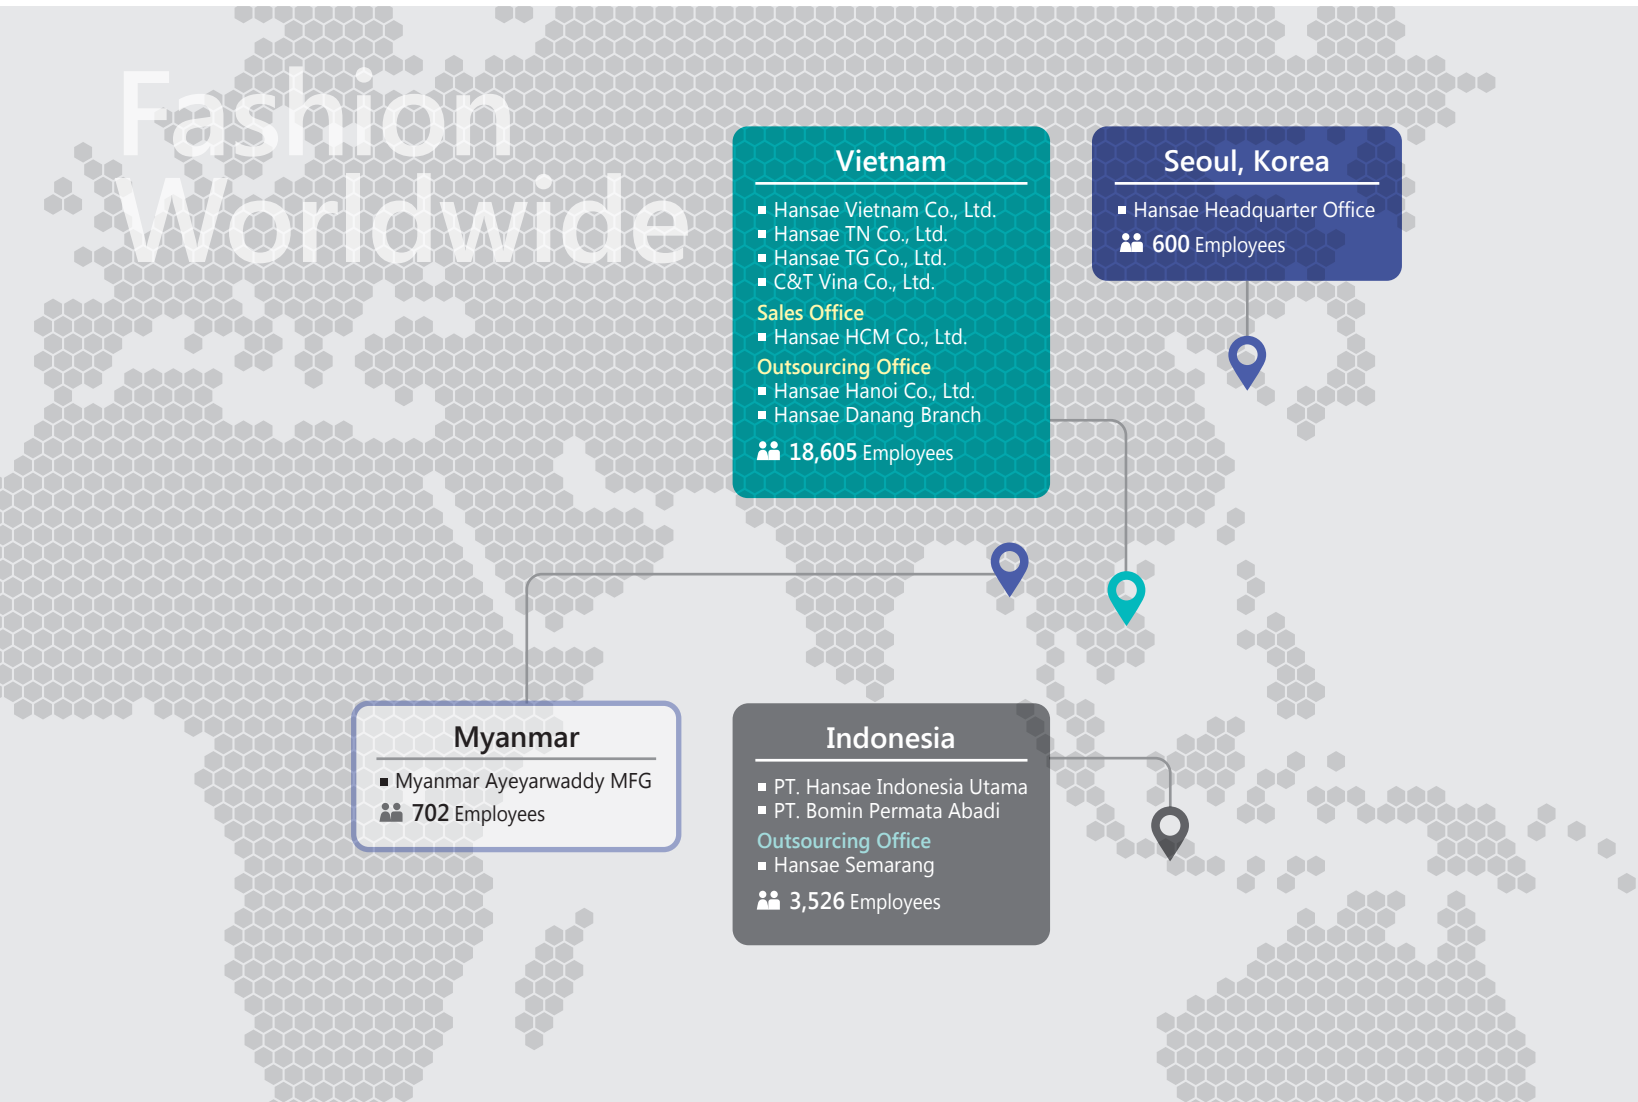 Fashion
Worldwide
Vietnam
▪ Hansae Vietnam Co., Ltd.
▪ Hansae TN Co., Ltd.
▪ Hansae TG Co., Ltd.
▪ C&T Vina Co., Ltd.
Sales Office
▪ Hansae HCM Co., Ltd.
Outsourcing Office
▪ Hansae Hanoi Co., Ltd.
▪ Hansae Danang Branch
18,605 Employees
Seoul, Korea
▪ Hansae Headquarter Office
600 Employees
Myanmar
▪ Myanmar Ayeyarwaddy MFG
702 Employees
Indonesia
▪ PT. Hansae Indonesia Utama
▪ PT. Bomin Permata Abadi
Outsourcing Office
▪ Hansae Semarang
3,526 Employees